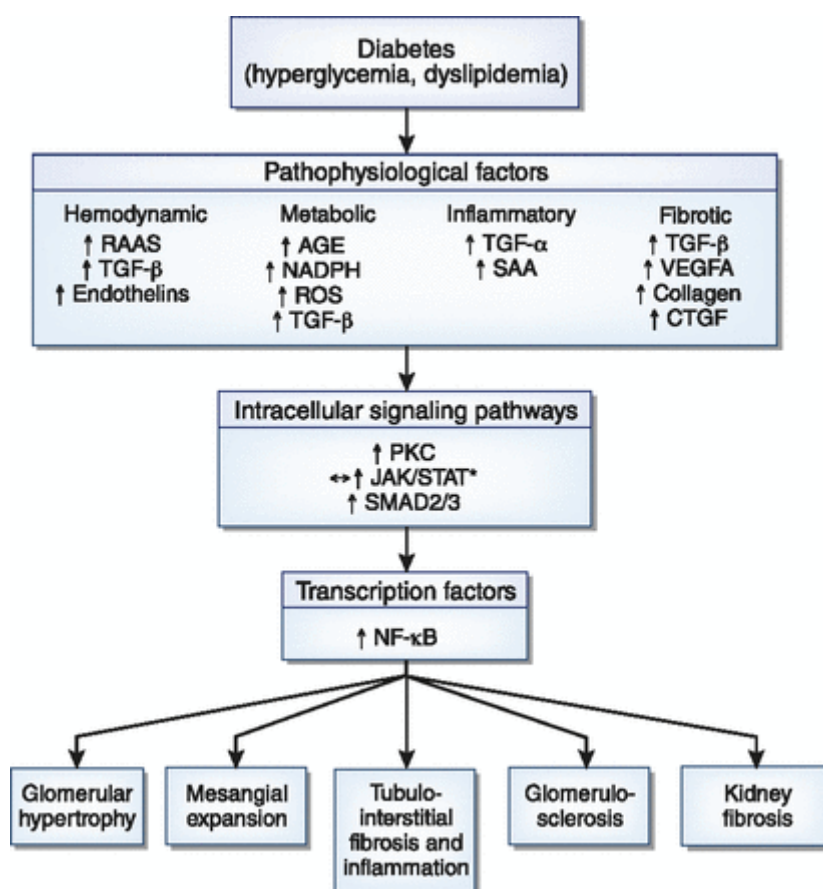 Diabetes
(hyperglycemia, dyslipidemia)
Pathophysiological factors
Hemodynamic
↑ RAAS
↑ TGF-β
↑ Endothelins
Metabolic
↑ AGE
↑ NADPH
↑ ROS
↑ TGF-β
Inflammatory
↑ TGF-α
↑ SAA
Fibrotic
↑ TGF-β
↑ VEGFA
↑ Collagen
↑ CTGF
Intracellular signaling pathways
↑ PKC
↔↑ JAK/STAT*
↑ SMAD2/3
Transcription factors
↑ NF-κB
Glomerular
hypertrophy
Mesangial
expansion
Tubulo-
interstitial
fibrosis and
inflammation
Glomerulo-
sclerosis
Kidney
fibrosis